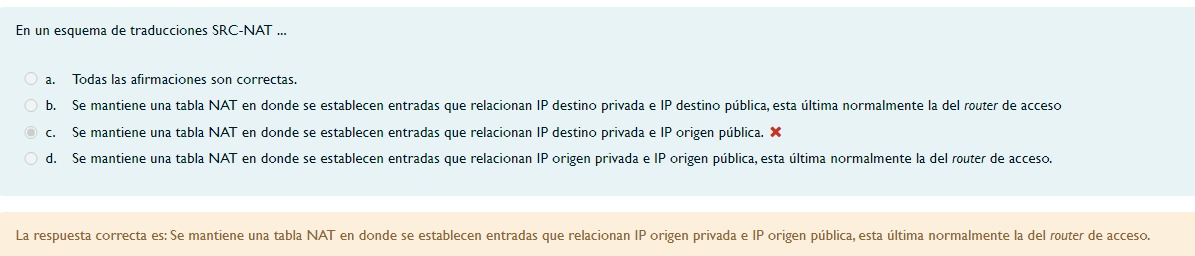 En un esquema de traducciones SRC-NAT ...
a. Todas las afirmaciones son correctas.
b. Se mantiene una tabla NAT en donde se establecen entradas que relacionan IP destino privada e IP destino pública, esta última normalmente la del router de acceso
c. Se mantiene una tabla NAT en donde se establecen entradas que relacionan IP destino privada e IP origen pública.
d. Se mantiene una tabla NAT en donde se establecen entradas que relacionan IP origen privada e IP origen pública, esta última normalmente la del router de acceso.
La respuesta correcta es: Se mantiene una tabla NAT en donde se establecen entradas que relacionan IP origen privada e IP origen pública, esta última normalmente la del router de acceso.